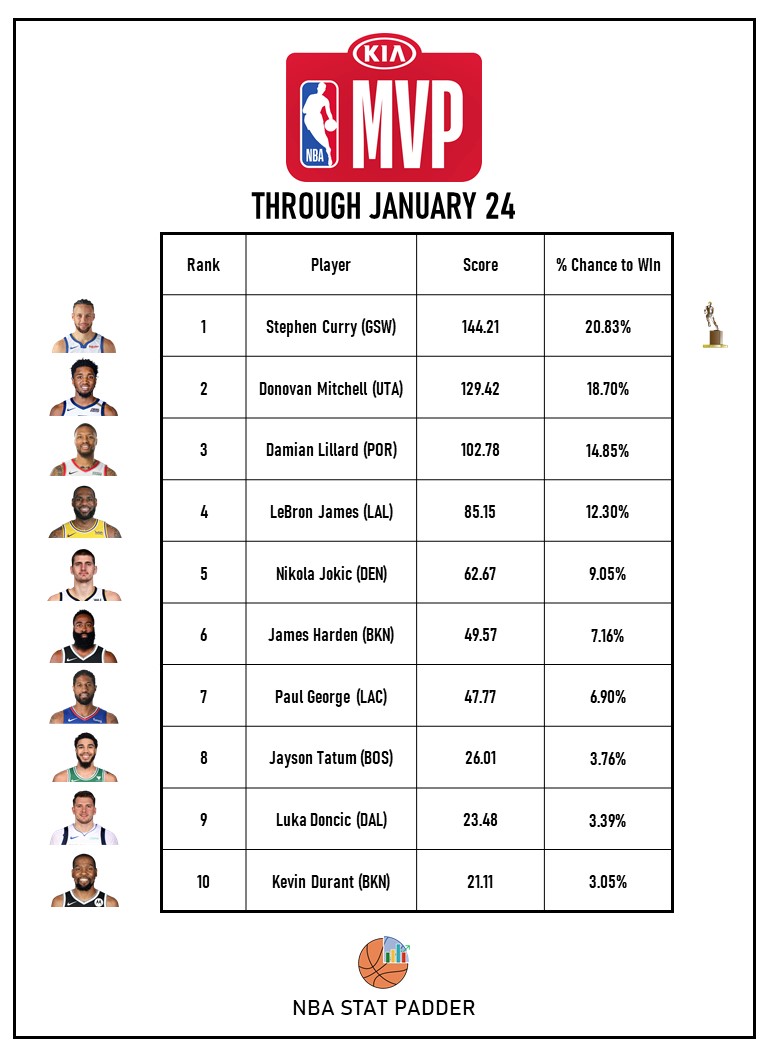 KIA
NBA
MVP
THROUGH JANUARY 24
Rank Player Score % Chance to Win
1 Stephen Curry (GSW) 144.21 20.83%
2 Donovan Mitchell (UTA) 129.42 18.70%
3 Damian Lillard (POR) 102.78 14.85%
4 LeBron James (LAL) 85.15 12.30%
5 Nikola Jokic (DEN) 62.67 9.05%
6 James Harden (BKN) 49.57 7.16%
7 Paul George (LAC) 47.77 6.90%
8 Jayson Tatum (BOS) 26.01 3.76%
9 Luka Doncic (DAL) 23.48 3.39%
10 Kevin Durant (BKN) 21.11 3.05%
NBA STAT PADDER